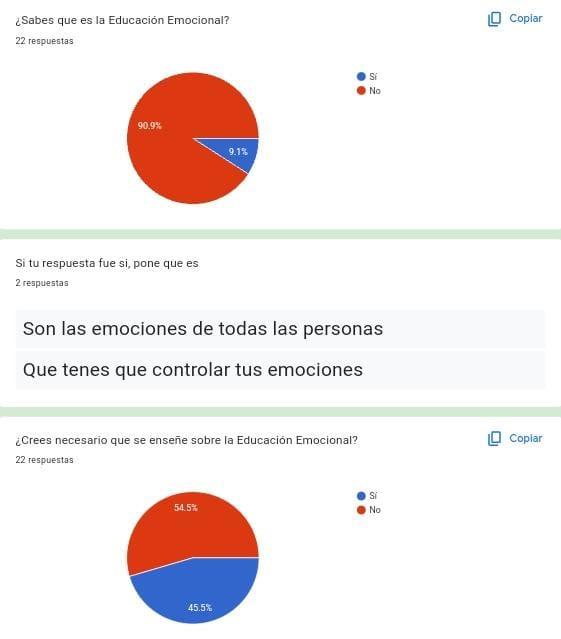 ¿Sabes que es la Educación Emocional?
Copiar
22 respuestas
Sí
No
90.9%
9.1%
Si tu respuesta fue si, pone que es
2 respuestas
Son las emociones de todas las personas
Que tenes que controlar tus emociones
¿Crees necesario que se enseñe sobre la Educación Emocional?
Copiar
22 respuestas
Sí
No
54.5%
45.5%